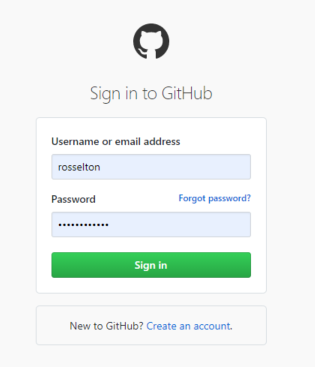 Sign in to GitHub
Username or email address
rosselton
Password Forgot password?
••••••••••••
Sign in
New to GitHub? Create an account.